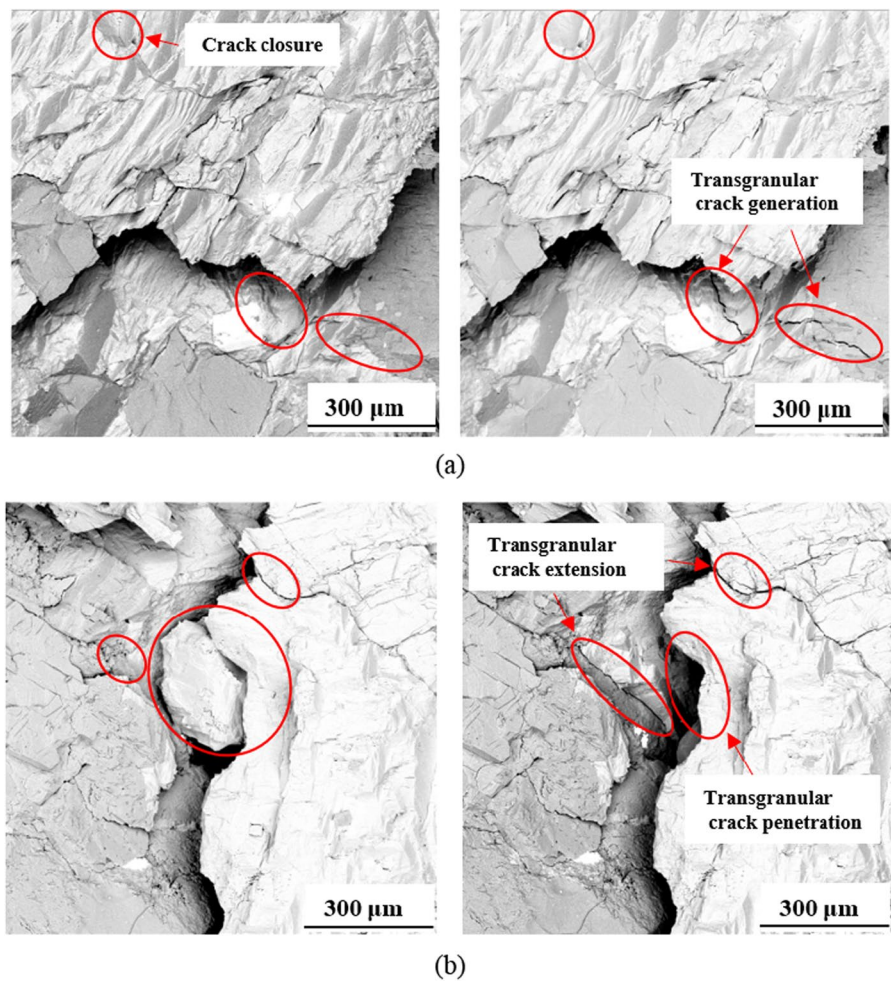 Crack closure
Transgranular
crack generation
300 μm
300 μm
(a)
Transgranular
crack extension
Transgranular
crack penetration
300 μm
300 μm
(b)